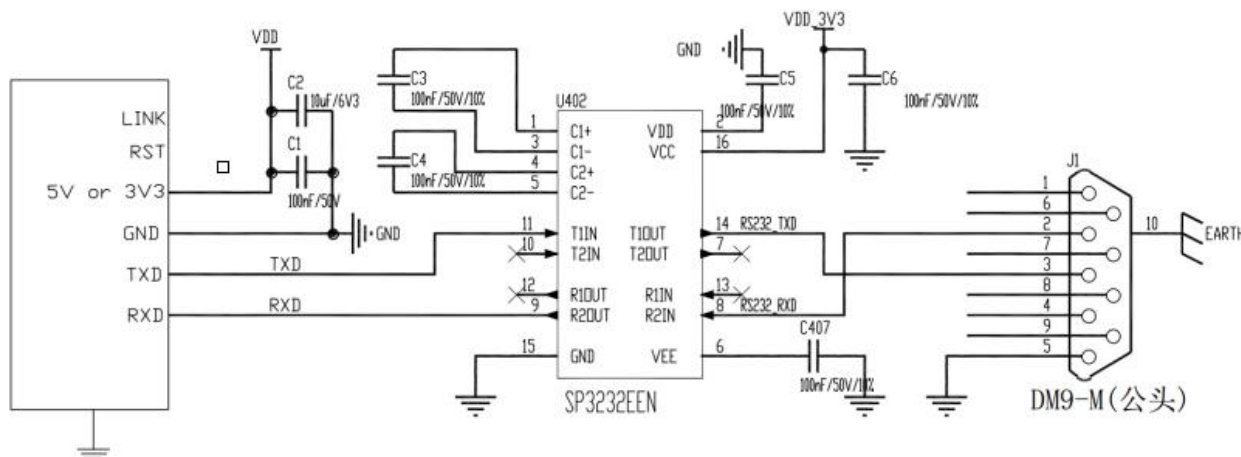 VDD
C2
10uF/6V3
C1
100nF/50V
LINK
RST
5V or 3V3
GND
TXD
RXD
GND
TXD
RXD
C3
100nF/50V/10%
C4
100nF/50V/10%
U402
1
3
4
5
11
10
12
9
15
C1+
C1-
C2+
C2-
T1IN
T2IN
R1OUT
R2OUT
GND
VDD
VCC
T1OUT
T2OUT
R1IN
R2IN
VEE
2
16
14
7
13
8
6
SP3232EEN
GND
C5
100nF/50V/10%
VDD_3V3
C6
100nF/50V/10%
RS232_TXD
RS232_RXD
C407
100nF/50V/10%
J1
1
6
2
7
3
8
4
9
5
10
EARTH
DM9-M(公头)